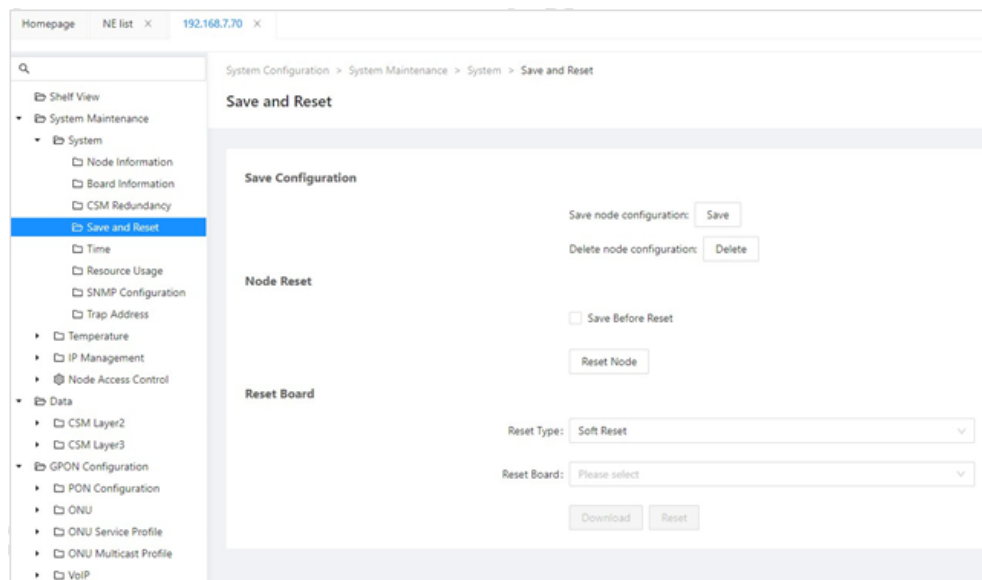 Homepage NE list × 192.168.7.70 ×
System Configuration > System Maintenance > System > Save and Reset
Save and Reset
Shelf View
System Maintenance
System
Node Information
Board Information
CSM Redundancy
Save and Reset
Time
Resource Usage
SNMP Configuration
Trap Address
Temperature
IP Management
Node Access Control
Data
CSM Layer2
CSM Layer3
GPON Configuration
PON Configuration
ONU
ONU Service Profile
ONU Multicast Profile
VoIP
Save Configuration
Save node configuration: Save
Delete node configuration: Delete
Node Reset
Save Before Reset
Reset Node
Reset Board
Reset Type: Soft Reset
Reset Board: Please select
Download Reset